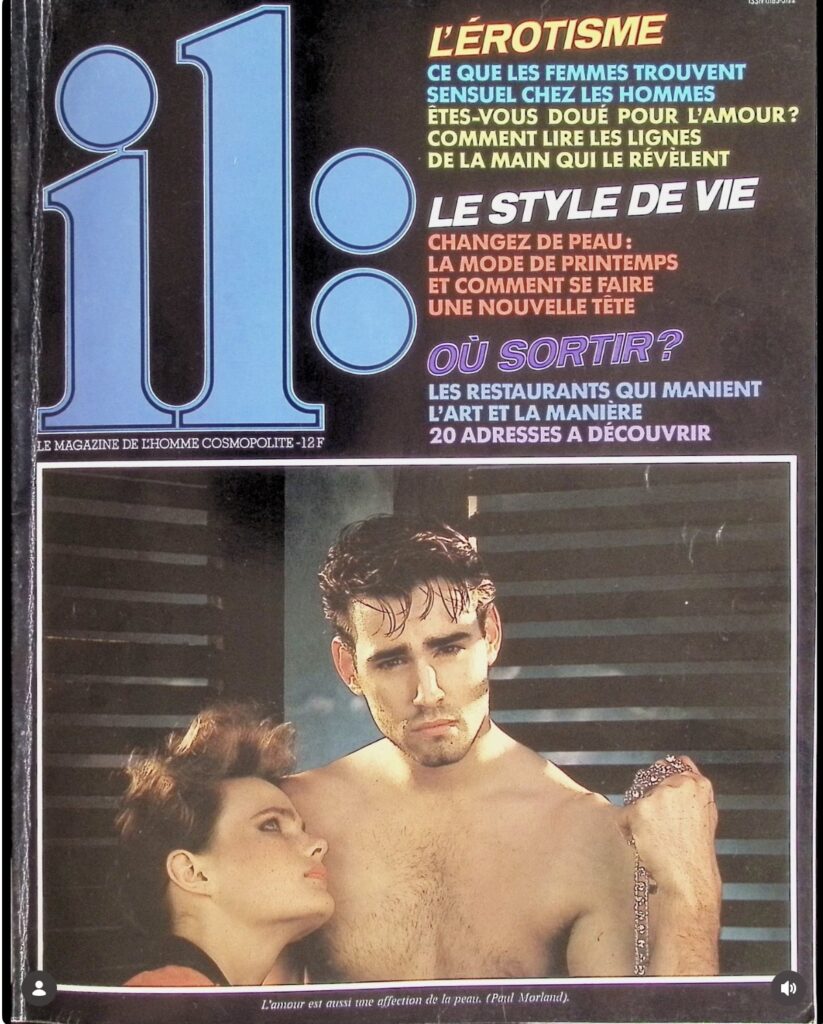 il:
LE MAGAZINE DE L'HOMME COSMOPOLITE - 12 F
L'ÉROTISME
CE QUE LES FEMMES TROUVENT
SENSUEL CHEZ LES HOMMES
ÊTES-VOUS DOUÉ POUR L'AMOUR?
COMMENT LIRE LES LIGNES
DE LA MAIN QUI LE RÉVÈLENT
LE STYLE DE VIE
CHANGEZ DE PEAU:
LA MODE DE PRINTEMPS
ET COMMENT SE FAIRE
UNE NOUVELLE TÊTE
OÙ SORTIR?
LES RESTAURANTS QUI MANIENT
L'ART ET LA MANIÈRE
20 ADRESSES A DÉCOUVRIR
L'amour est aussi une affection de la peau. (Paul Morland).